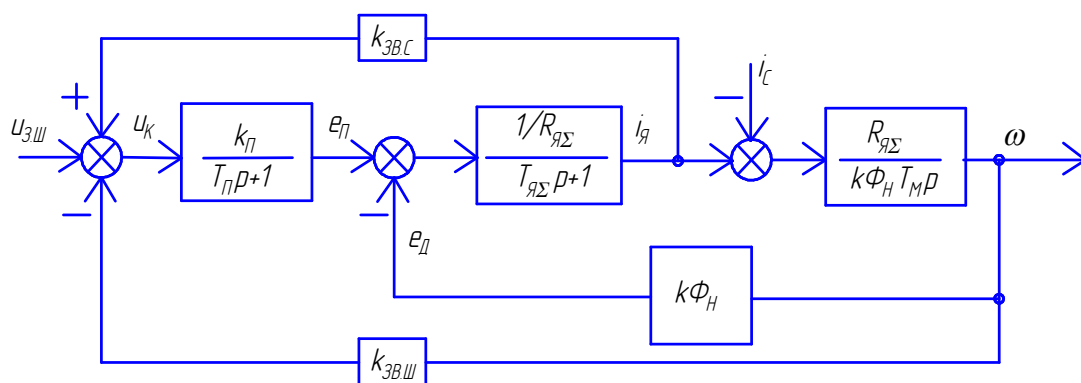 k_ЗВ.С
i_С
+
−
u_З.Ш
u_К
k_П
T_П p+1
e_П
1/R_ЯΣ
T_ЯΣ p+1
i_Я
R_ЯΣ
kΦ_Н T_М p
ω
−
−
e_Д
kΦ_Н
k_ЗВ.Ш